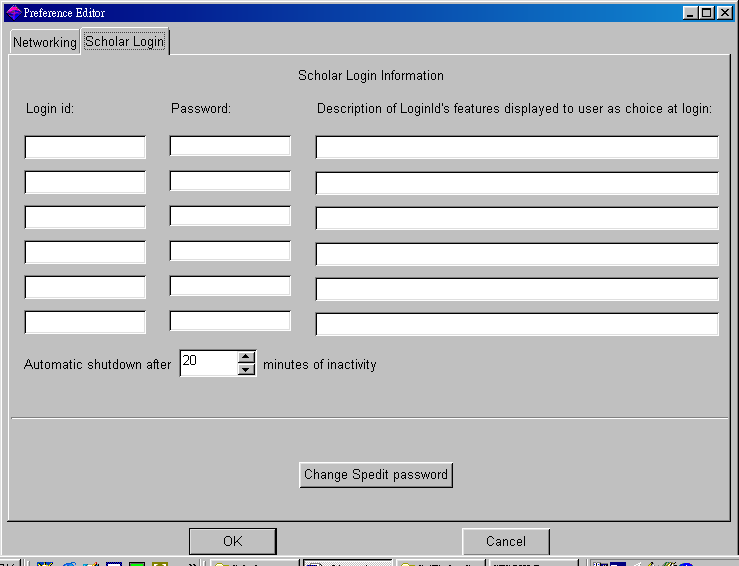 Preference Editor
Networking
Scholar Login
Scholar Login Information
Login id:
Password:
Description of LoginId's features displayed to user as choice at login:
Automatic shutdown after 20 minutes of inactivity
Change Spedit password
OK
Cancel